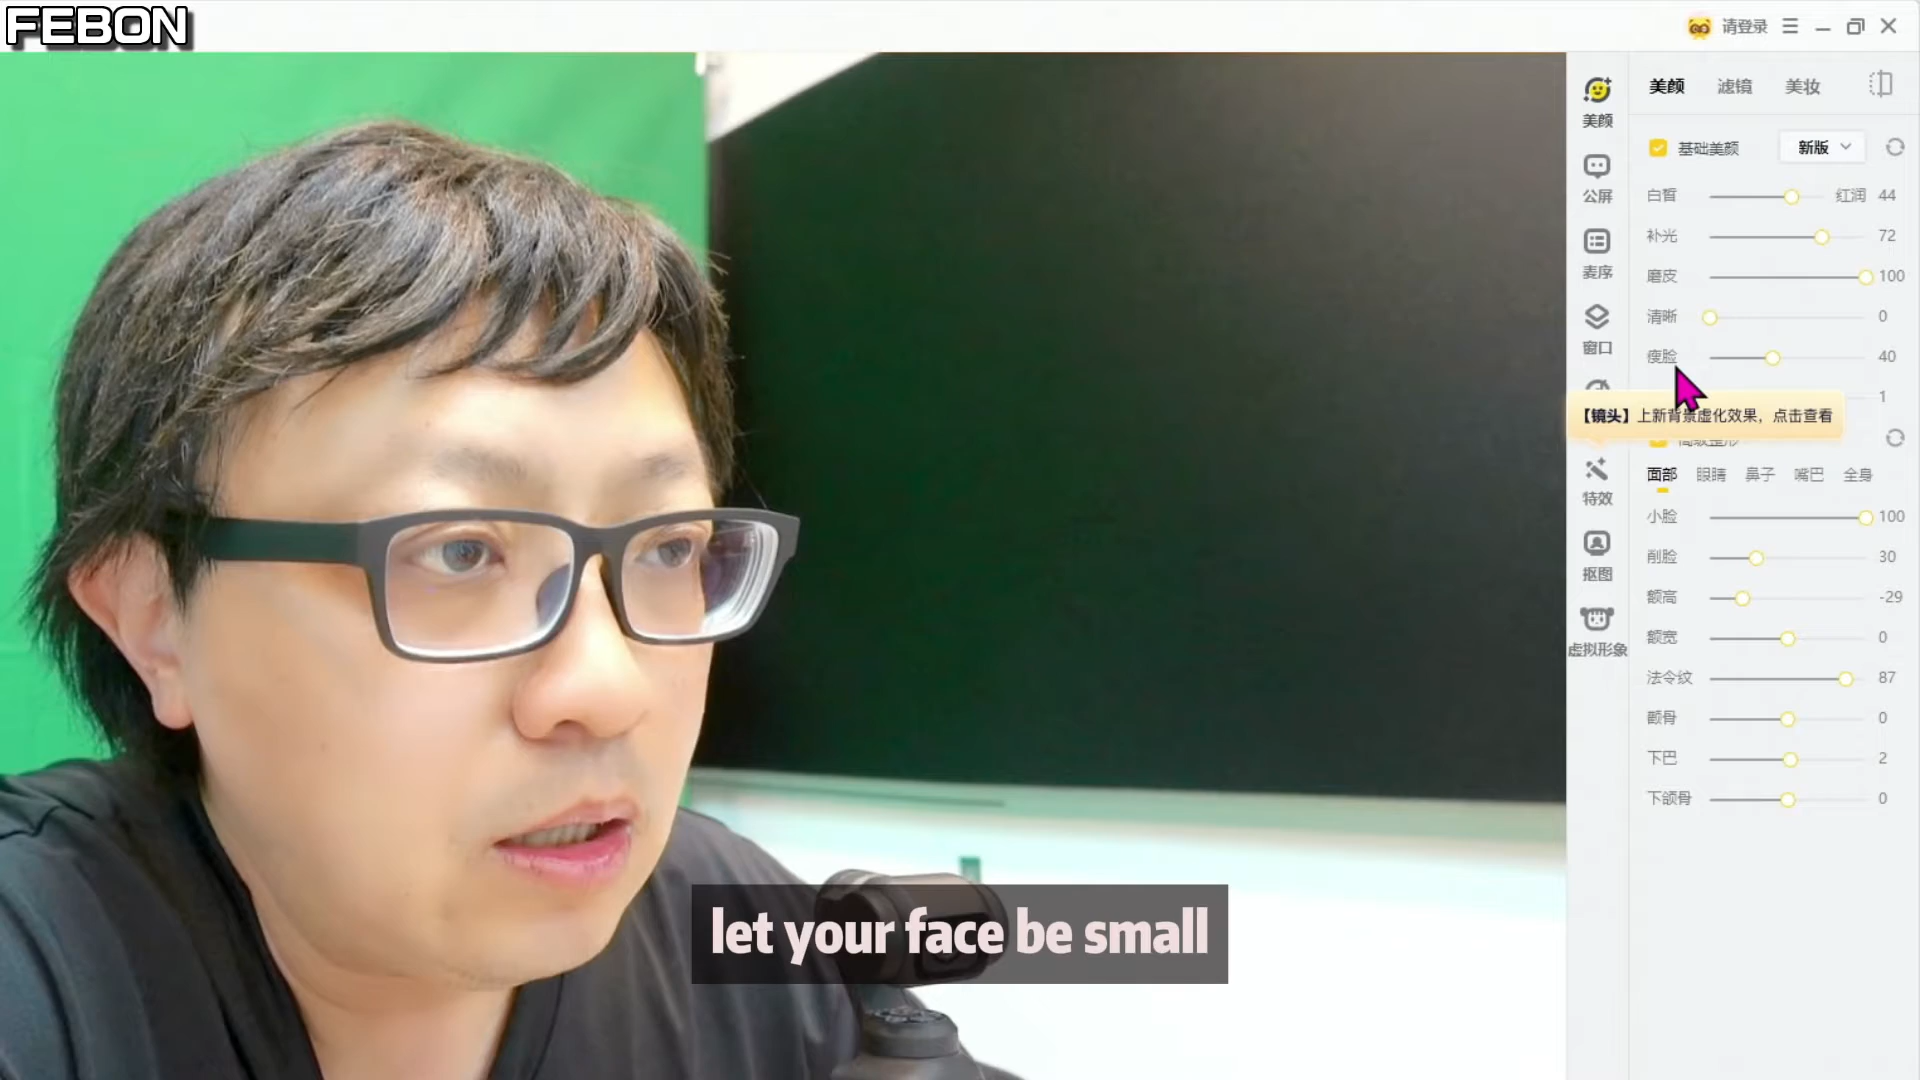 FEBON
请登录
美颜 滤镜 美妆
美颜
公屏
麦序
窗口
特效
抠图
虚拟形象
基础美颜 新版
白皙 红润 44
补光 72
磨皮 100
清晰 0
瘦脸 40
1
【镜头】上新背景虚化效果，点击查看
面部 眼睛 鼻子 嘴巴 全身
小脸 100
削脸 30
额高 -29
额宽 0
法令纹 87
颧骨 0
下巴 2
下颌骨 0
let your face be small